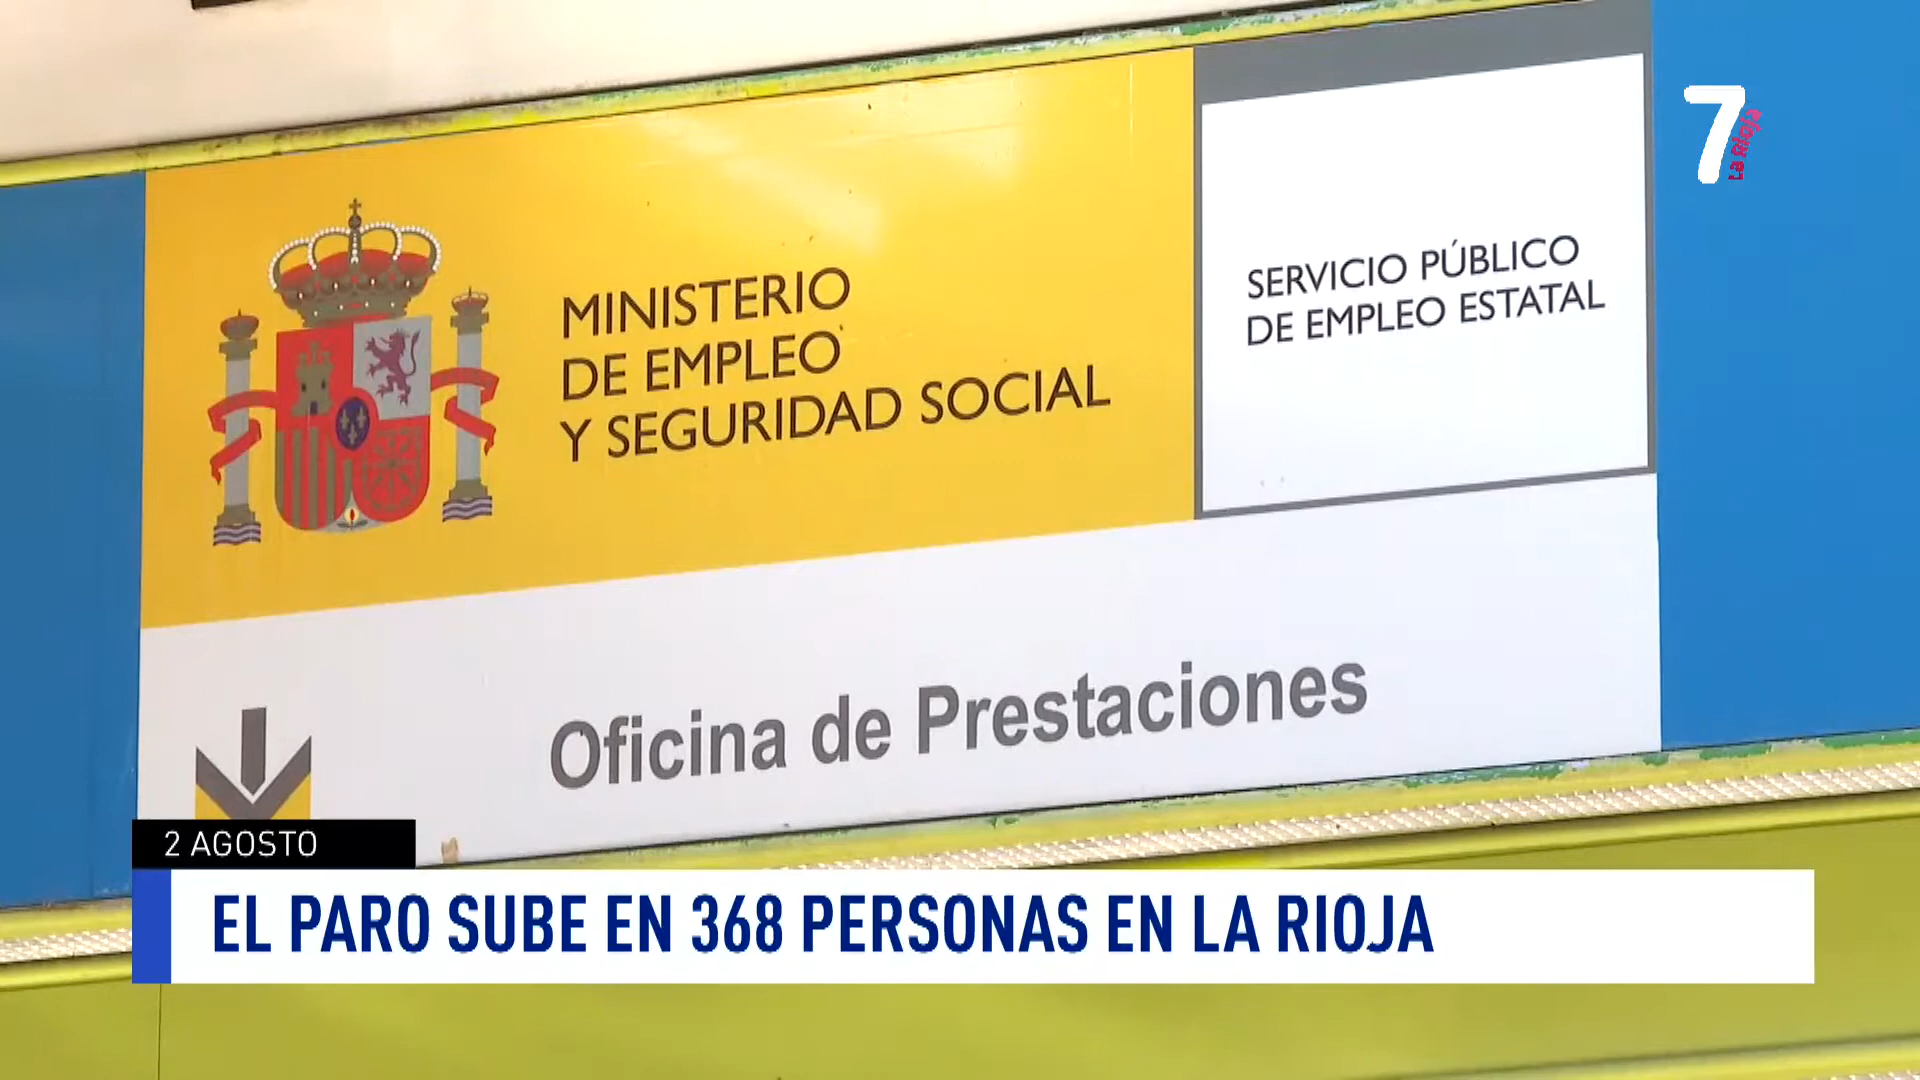 7
La Rioja
MINISTERIO
DE EMPLEO
Y SEGURIDAD SOCIAL
SERVICIO PÚBLICO
DE EMPLEO ESTATAL
Oficina de Prestaciones
2 AGOSTO
EL PARO SUBE EN 368 PERSONAS EN LA RIOJA